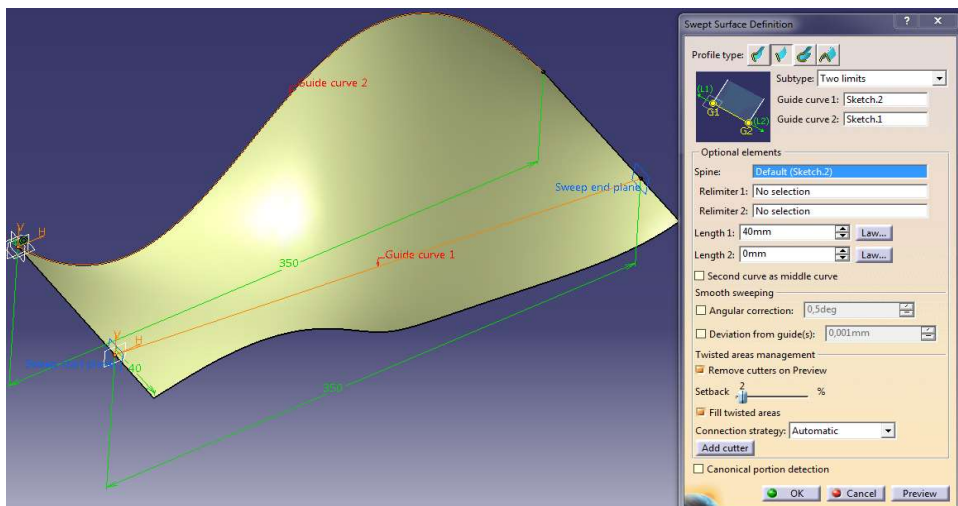 Guide curve 2
Sweep end plane
350
Guide curve 1
V
H
V
H
40
350
Swept Surface Definition
?
X
Profile type:
Subtype: Two limits
(L1)
G1
(L2)
G2
Guide curve 1: Sketch.2
Guide curve 2: Sketch.1
Optional elements
Spine: Default (Sketch.2)
Relimiter 1: No selection
Relimiter 2: No selection
Length 1: 40mm Law...
Length 2: 0mm Law...
Second curve as middle curve
Smooth sweeping
Angular correction: 0,5deg
Deviation from guide(s): 0,001mm
Twisted areas management
Remove cutters on Preview
Setback 2 %
Fill twisted areas
Connection strategy: Automatic
Add cutter
Canonical portion detection
OK Cancel Preview